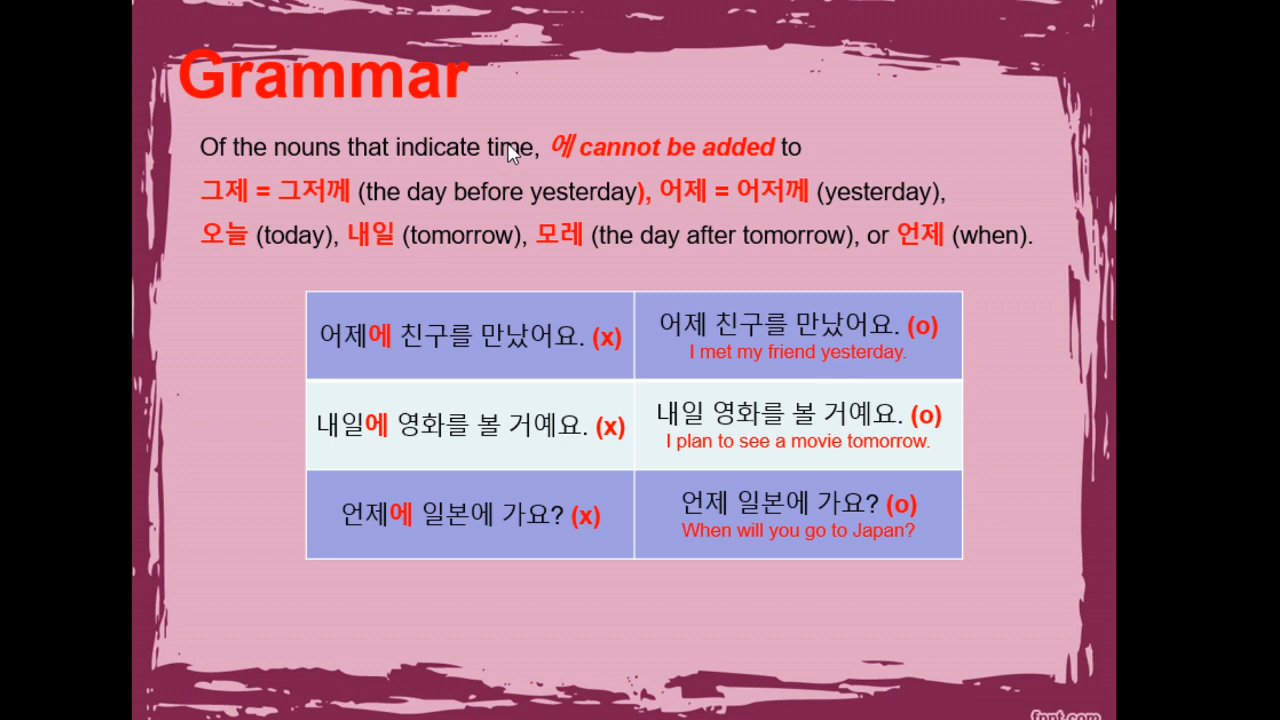 Grammar
Of the nouns that indicate time, 에 cannot be added to
그제 = 그저께 (the day before yesterday), 어제 = 어저께 (yesterday),
오늘 (today), 내일 (tomorrow), 모레 (the day after tomorrow), or 언제 (when).
어제에 친구를 만났어요. (x)
어제 친구를 만났어요. (o)
I met my friend yesterday.
내일에 영화를 볼 거예요. (x)
내일 영화를 볼 거예요. (o)
I plan to see a movie tomorrow.
언제에 일본에 가요? (x)
언제 일본에 가요? (o)
When will you go to Japan?
fppt.com